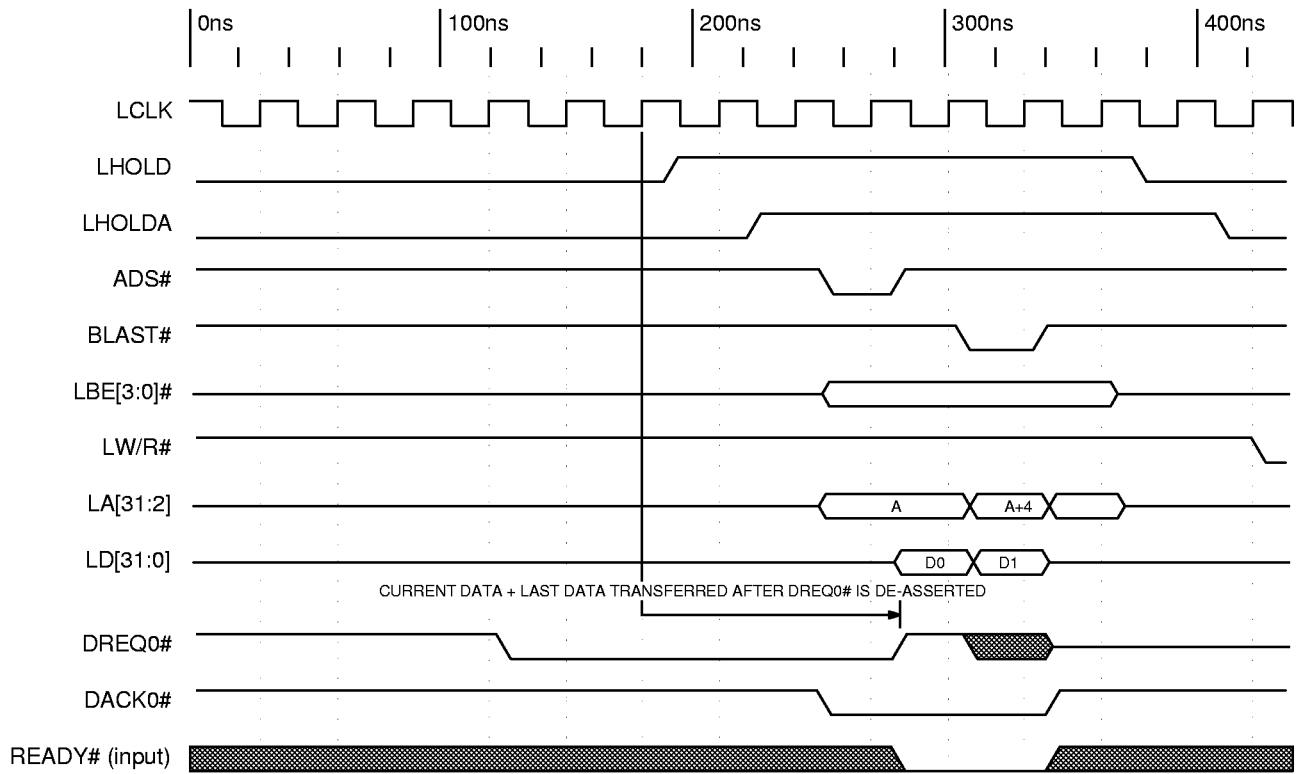 0ns 100ns 200ns 300ns 400ns
LCLK
LHOLD
LHOLDA
ADS#
BLAST#
LBE[3:0]#
LW/R#
LA[31:2] A A+4
LD[31:0] D0 D1
CURRENT DATA + LAST DATA TRANSFERRED AFTER DREQ0# IS DE-ASSERTED
DREQ0#
DACK0#
READY# (input)